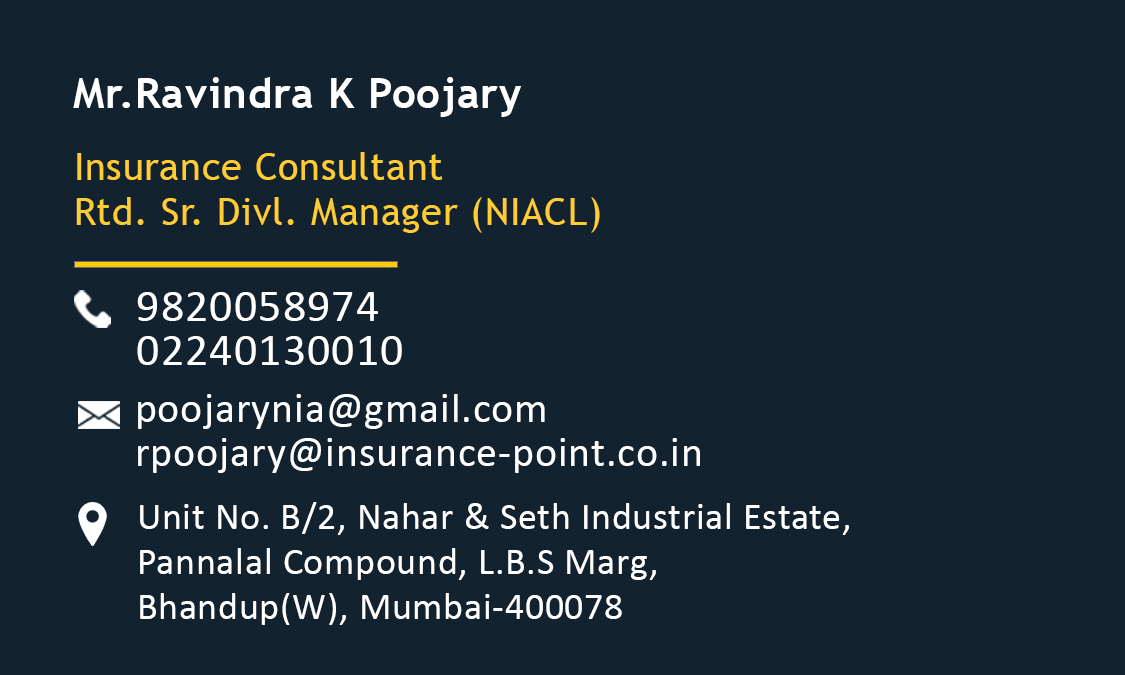 Mr.Ravindra K Poojary
Insurance Consultant
Rtd. Sr. Divl. Manager (NIACL)
9820058974
02240130010
poojarynia@gmail.com
rpoojary@insurance-point.co.in
Unit No. B/2, Nahar & Seth Industrial Estate,
Pannalal Compound, L.B.S Marg,
Bhandup(W), Mumbai-400078